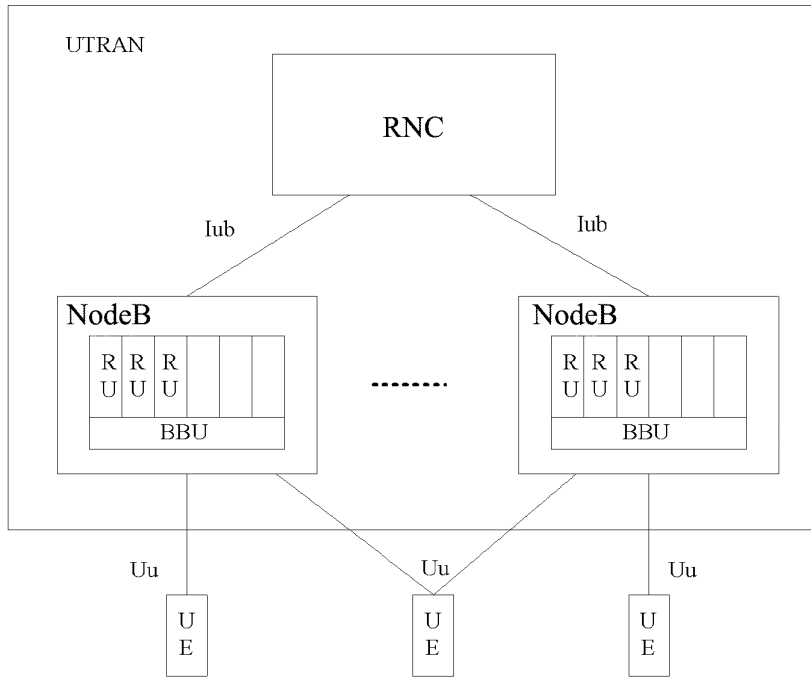 UTRAN
RNC
Iub
Iub
NodeB
NodeB
R R R
U U U
BBU
R R R
U U U
BBU
Uu
Uu
Uu
U
E
U
E
U
E